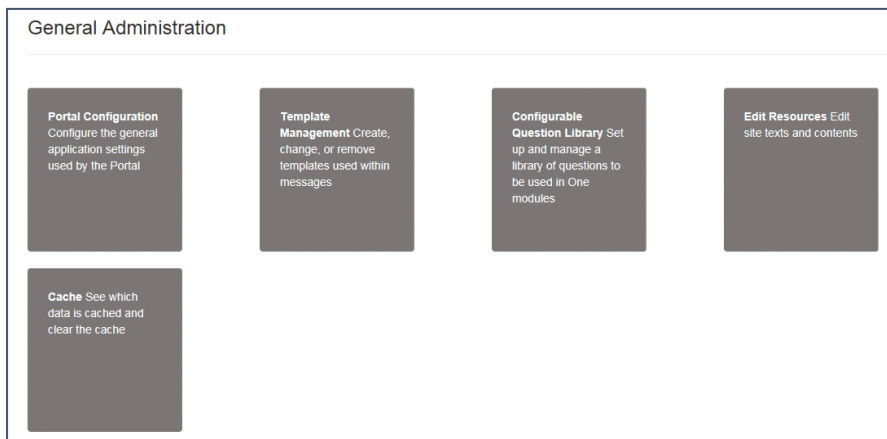 General Administration
Portal Configuration
Configure the general
application settings
used by the Portal
Template
Management Create,
change, or remove
templates used within
messages
Configurable
Question Library Set
up and manage a
library of questions to
be used in One
modules
Edit Resources Edit
site texts and contents
Cache See which
data is cached and
clear the cache